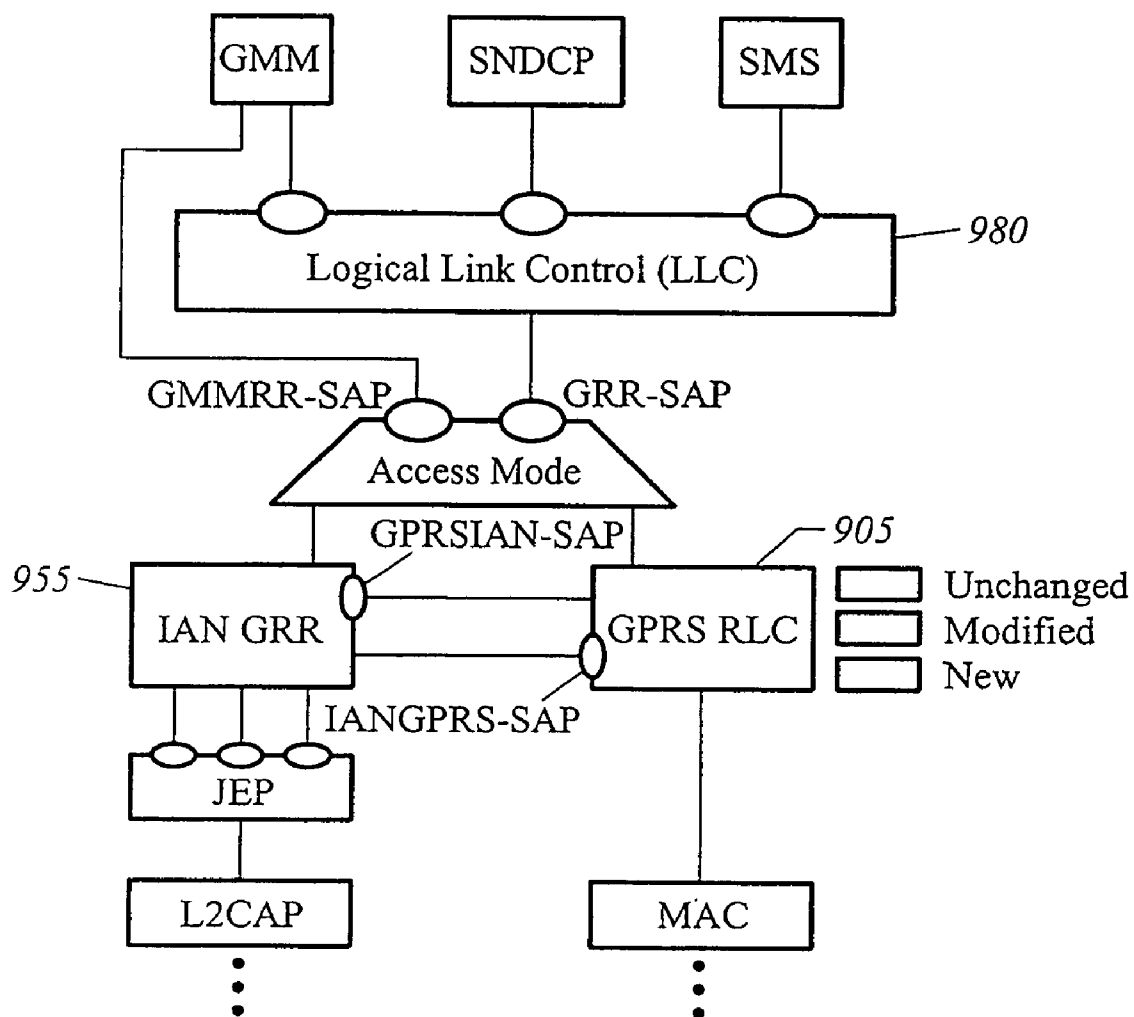 GMM
SNDCP
SMS
980
Logical Link Control (LLC)
GMMRR-SAP
GRR-SAP
Access Mode
GPRSIAN-SAP
905
955
IAN GRR
GPRS RLC
Unchanged
Modified
New
IANGPRS-SAP
JEP
L2CAP
MAC